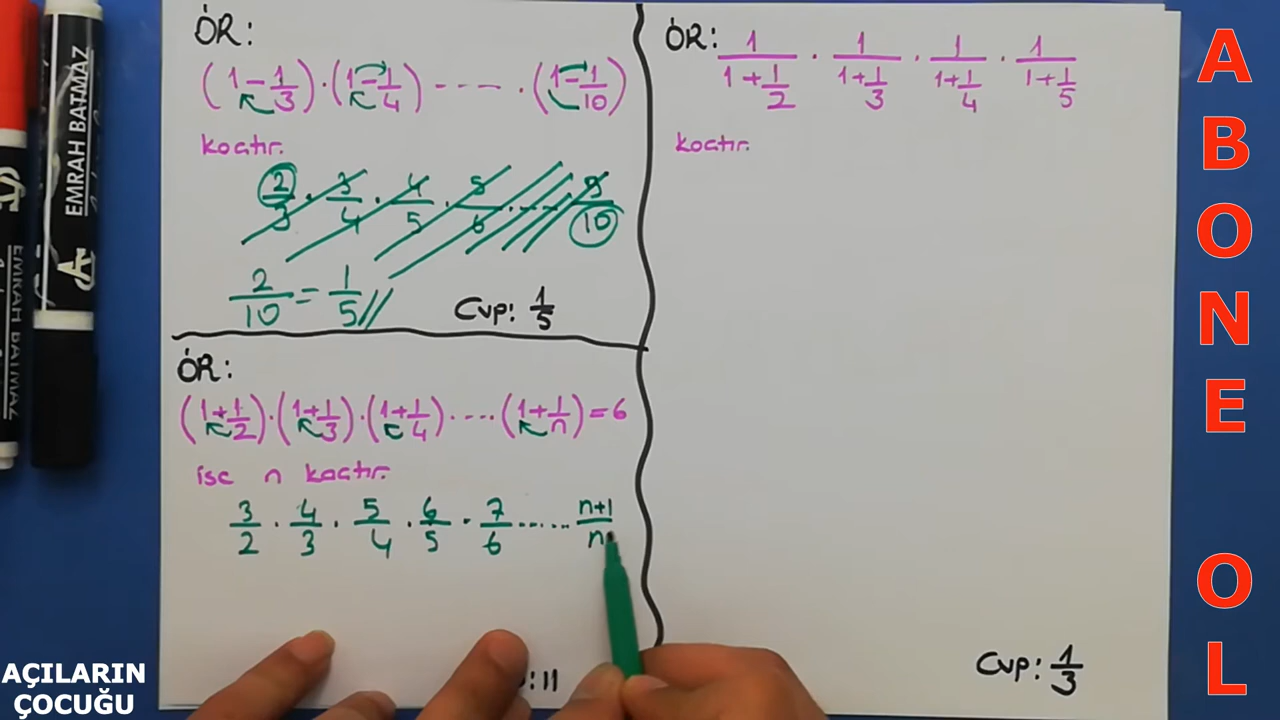 ÖR:
(1-1/3)·(1-1/4)-----·(1-1/10)
kaçtır.
2/3·3/4·4/5·5/6·----9/10
2/10=1/5//
Cvp: 1/5
ÖR:
(1+1/2)·(1+1/3)·(1+1/4)·....(1+1/n)=6
ise n kaçtır.
3/2·4/3·5/4·6/5·7/6......n+1/n
:11
ÖR: 1/(1+1/2)·1/(1+1/3)·1/(1+1/4)·1/(1+1/5)
kaçtır.
Cvp: 1/3
EMRAH BATMAZ
EMRAH BATMAZ
AÇILARIN
ÇOCUĞU
ABONE
OL